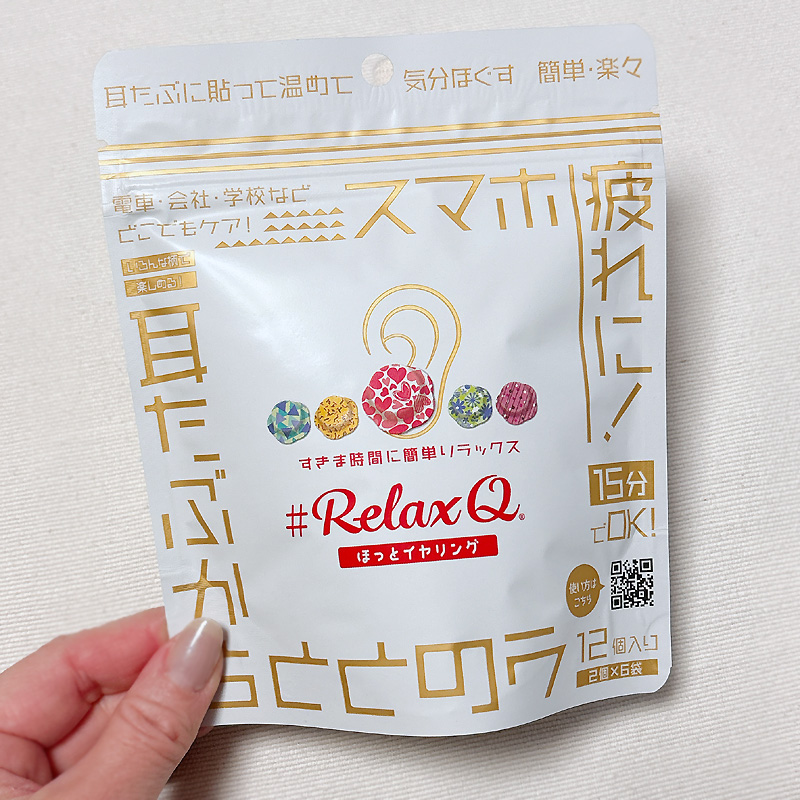 耳たぶに貼って温めて 気分ほぐす 簡単・楽々
電車・会社・学校など
どこでもケア!
スマホ疲れに!
いろんな柄で
楽しめる!
耳たぶから ととのう
すきま時間に簡単リラックス
#RelaxQ®
ほっとイヤリング
15分
でOK!
使い方は
こちら
12個入り
2個×6袋